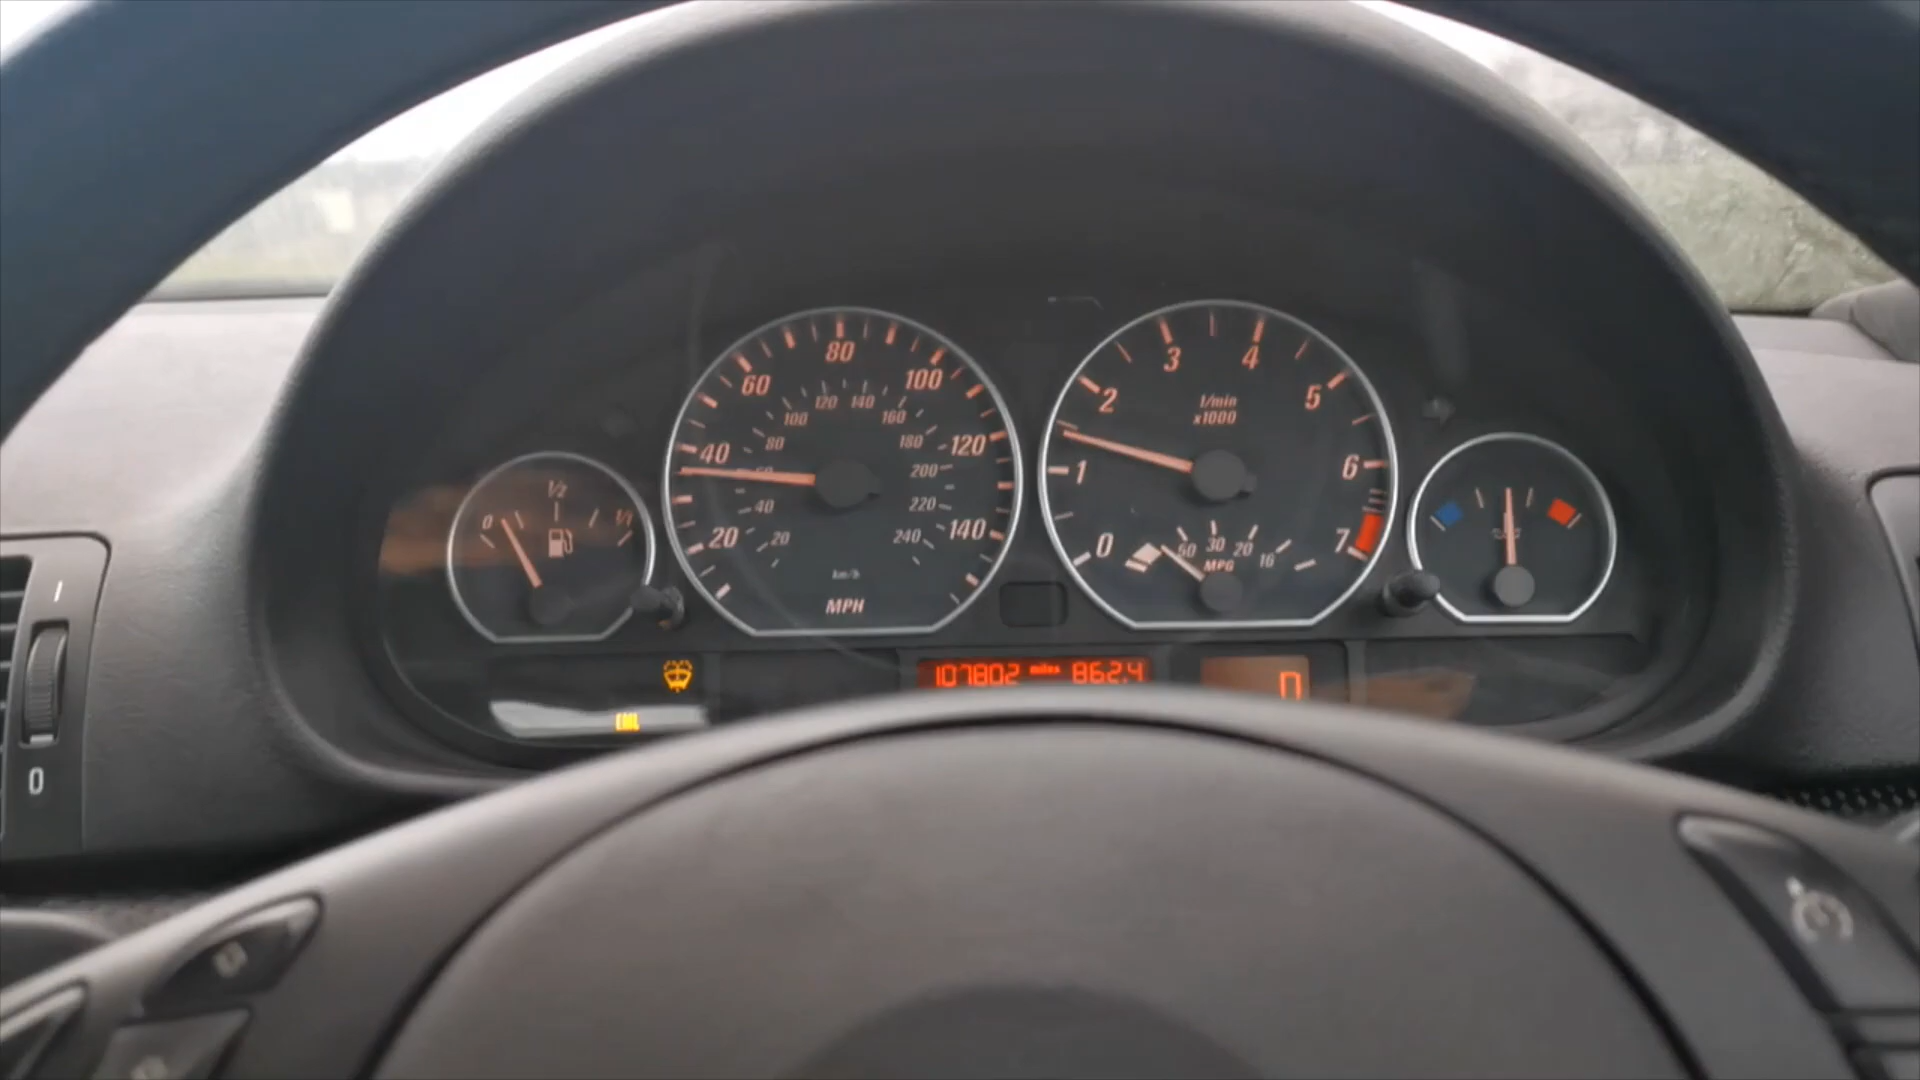 80
60 100
120 140
100 160
40 80 180 120
60 200
40 220
20 20 240 140
km/h
MPH
3 4
2 5
1/min
x1000
1 6
0 7
50 30 20 16
MPG
1/2
0 1/1
107802 miles 862.4
D
0